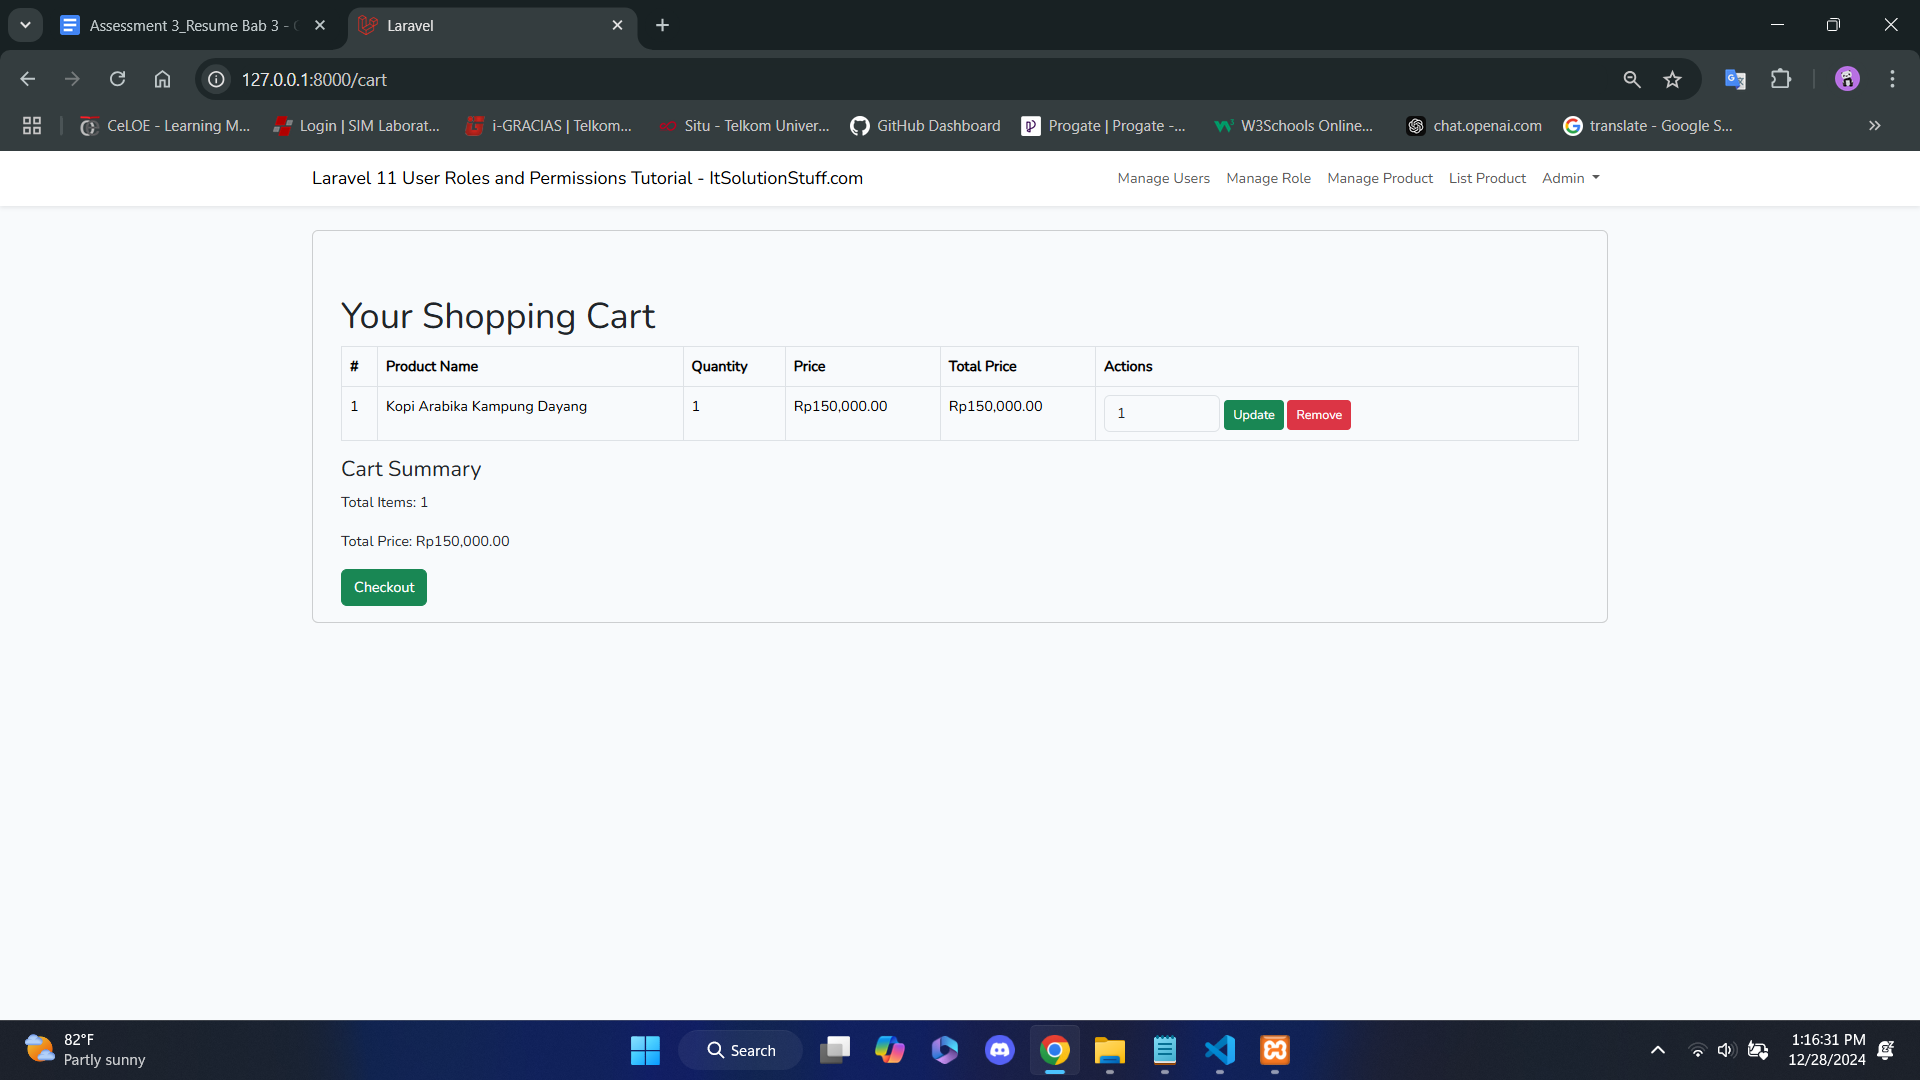 Assessment 3_Resume Bab 3 -
Laravel
127.0.0.1:8000/cart
CeLOE - Learning M...
Login | SIM Laborat...
i-GRACIAS | Telkom...
Situ - Telkom Univer...
GitHub Dashboard
Progate | Progate -...
W3Schools Online...
chat.openai.com
translate - Google S...
Laravel 11 User Roles and Permissions Tutorial - ItSolutionStuff.com
Manage Users
Manage Role
Manage Product
List Product
Admin
Your Shopping Cart
# Product Name Quantity Price Total Price Actions
1 Kopi Arabika Kampung Dayang 1 Rp150,000.00 Rp150,000.00 1 Update Remove
Cart Summary
Total Items: 1
Total Price: Rp150,000.00
Checkout
82°F
Partly sunny
Search
1:16:31 PM
12/28/2024